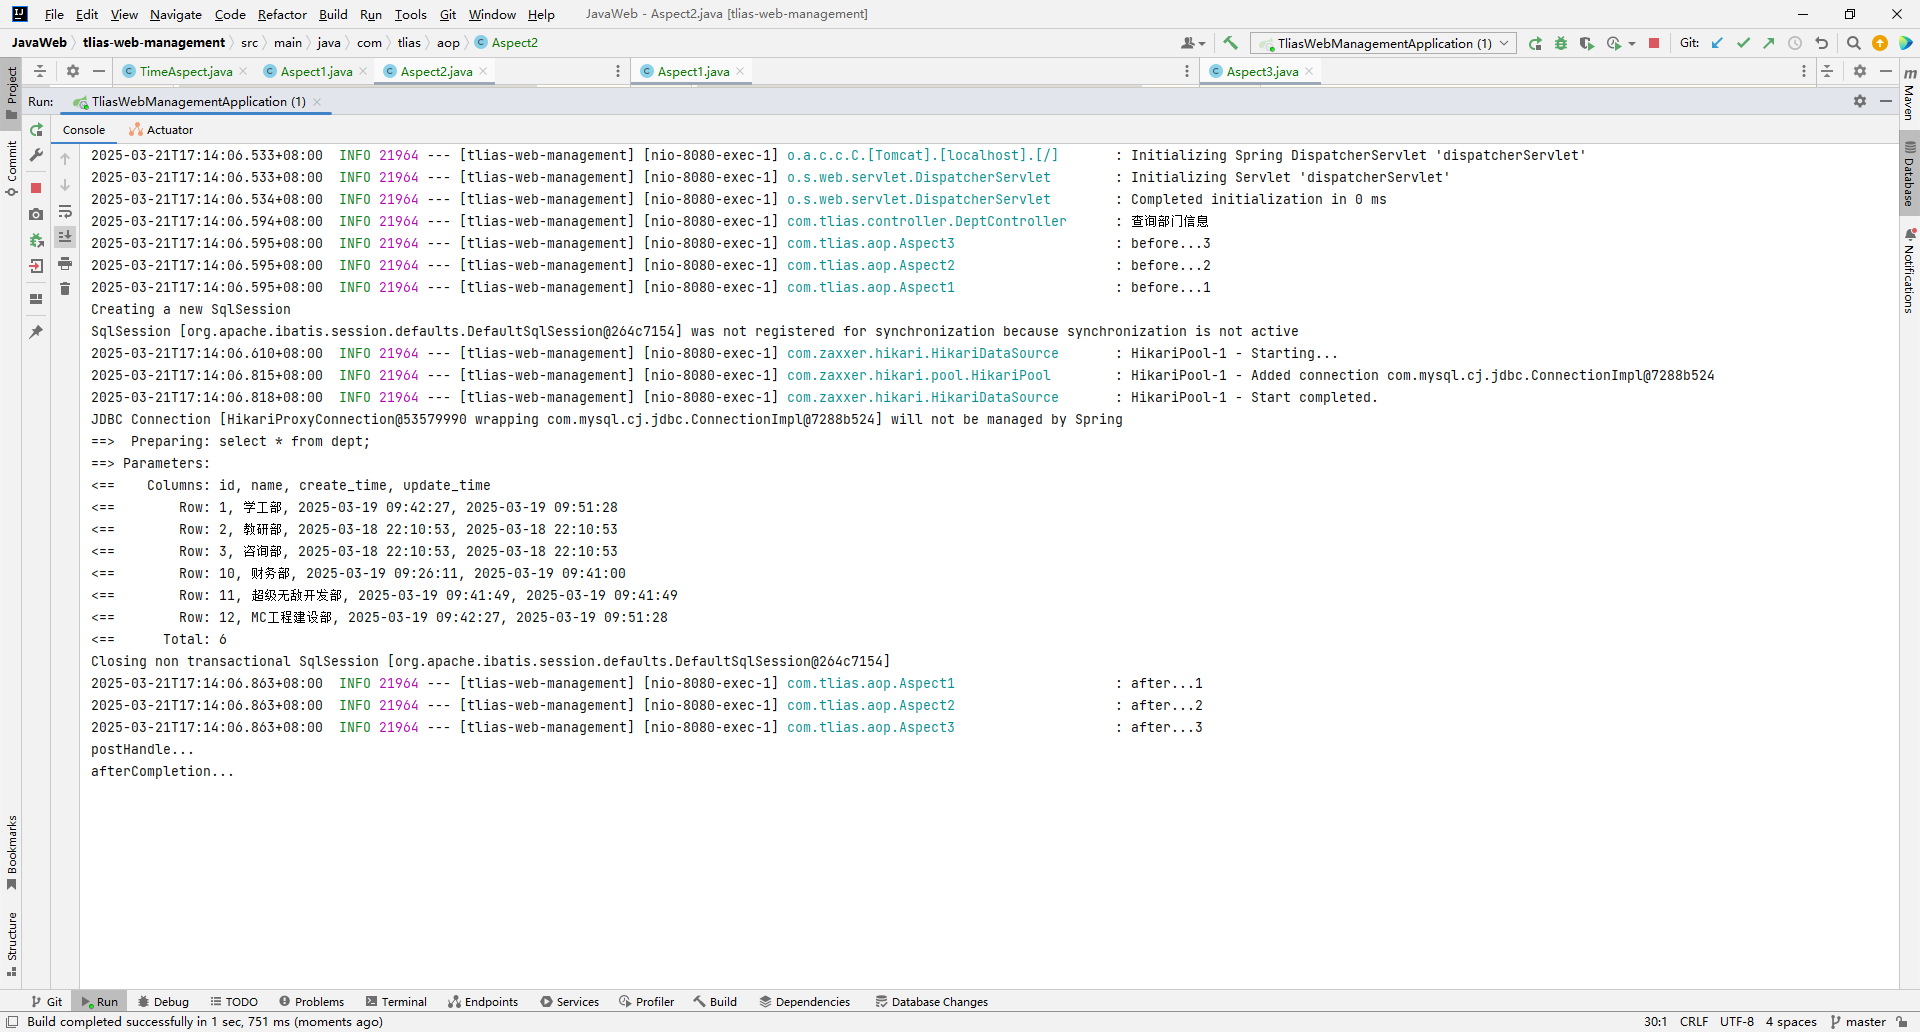 File Edit View Navigate Code Refactor Build Run Tools Git Window Help JavaWeb - Aspect2.java [tlias-web-management]
JavaWeb tlias-web-management src main java com tlias aop Aspect2 TliasWebManagementApplication (1) Git:
TimeAspect.java Aspect1.java Aspect2.java Aspect1.java Aspect3.java
Run: TliasWebManagementApplication (1)
Console Actuator
2025-03-21T17:14:06.533+08:00  INFO 21964 --- [tlias-web-management] [nio-8080-exec-1] o.a.c.c.C.[Tomcat].[localhost].[/]       : Initializing Spring DispatcherServlet 'dispatcherServlet'
2025-03-21T17:14:06.533+08:00  INFO 21964 --- [tlias-web-management] [nio-8080-exec-1] o.s.web.servlet.DispatcherServlet        : Initializing Servlet 'dispatcherServlet'
2025-03-21T17:14:06.534+08:00  INFO 21964 --- [tlias-web-management] [nio-8080-exec-1] o.s.web.servlet.DispatcherServlet        : Completed initialization in 0 ms
2025-03-21T17:14:06.594+08:00  INFO 21964 --- [tlias-web-management] [nio-8080-exec-1] com.tlias.controller.DeptController      : 查询部门信息
2025-03-21T17:14:06.595+08:00  INFO 21964 --- [tlias-web-management] [nio-8080-exec-1] com.tlias.aop.Aspect3                    : before...3
2025-03-21T17:14:06.595+08:00  INFO 21964 --- [tlias-web-management] [nio-8080-exec-1] com.tlias.aop.Aspect2                    : before...2
2025-03-21T17:14:06.595+08:00  INFO 21964 --- [tlias-web-management] [nio-8080-exec-1] com.tlias.aop.Aspect1                    : before...1
Creating a new SqlSession
SqlSession [org.apache.ibatis.session.defaults.DefaultSqlSession@264c7154] was not registered for synchronization because synchronization is not active
2025-03-21T17:14:06.610+08:00  INFO 21964 --- [tlias-web-management] [nio-8080-exec-1] com.zaxxer.hikari.HikariDataSource       : HikariPool-1 - Starting...
2025-03-21T17:14:06.815+08:00  INFO 21964 --- [tlias-web-management] [nio-8080-exec-1] com.zaxxer.hikari.pool.HikariPool        : HikariPool-1 - Added connection com.mysql.cj.jdbc.ConnectionImpl@7288b524
2025-03-21T17:14:06.818+08:00  INFO 21964 --- [tlias-web-management] [nio-8080-exec-1] com.zaxxer.hikari.HikariDataSource       : HikariPool-1 - Start completed.
JDBC Connection [HikariProxyConnection@53579990 wrapping com.mysql.cj.jdbc.ConnectionImpl@7288b524] will not be managed by Spring
==>  Preparing: select * from dept;
==> Parameters:
<==    Columns: id, name, create_time, update_time
<==        Row: 1, 学工部, 2025-03-19 09:42:27, 2025-03-19 09:51:28
<==        Row: 2, 教研部, 2025-03-18 22:10:53, 2025-03-18 22:10:53
<==        Row: 3, 咨询部, 2025-03-18 22:10:53, 2025-03-18 22:10:53
<==        Row: 10, 财务部, 2025-03-19 09:26:11, 2025-03-19 09:41:00
<==        Row: 11, 超级无敌开发部, 2025-03-19 09:41:49, 2025-03-19 09:41:49
<==        Row: 12, MC工程建设部, 2025-03-19 09:42:27, 2025-03-19 09:51:28
<==      Total: 6
Closing non transactional SqlSession [org.apache.ibatis.session.defaults.DefaultSqlSession@264c7154]
2025-03-21T17:14:06.863+08:00  INFO 21964 --- [tlias-web-management] [nio-8080-exec-1] com.tlias.aop.Aspect1                    : after...1
2025-03-21T17:14:06.863+08:00  INFO 21964 --- [tlias-web-management] [nio-8080-exec-1] com.tlias.aop.Aspect2                    : after...2
2025-03-21T17:14:06.863+08:00  INFO 21964 --- [tlias-web-management] [nio-8080-exec-1] com.tlias.aop.Aspect3                    : after...3
postHandle...
afterCompletion...
Project
Commit
Bookmarks
Structure
Maven
Database
Notifications
Git Run Debug TODO Problems Terminal Endpoints Services Profiler Build Dependencies Database Changes
Build completed successfully in 1 sec, 751 ms (moments ago) 30:1 CRLF UTF-8 4 spaces master